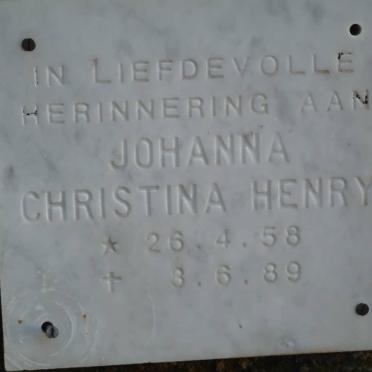 IN LIEFDEVOLLE
HERINNERING AAN
JOHANNA
CHRISTINA HENRY
* 26.4.58
† 3.6.89